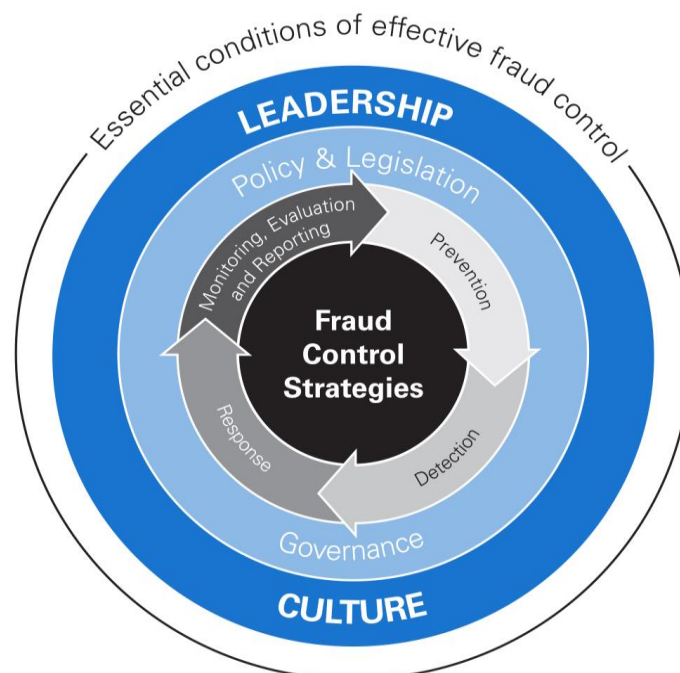 Essential conditions of effective fraud control
LEADERSHIP
Policy & Legislation
Monitoring, Evaluation
and Reporting
Prevention
Fraud
Control
Strategies
Response
Detection
Governance
CULTURE